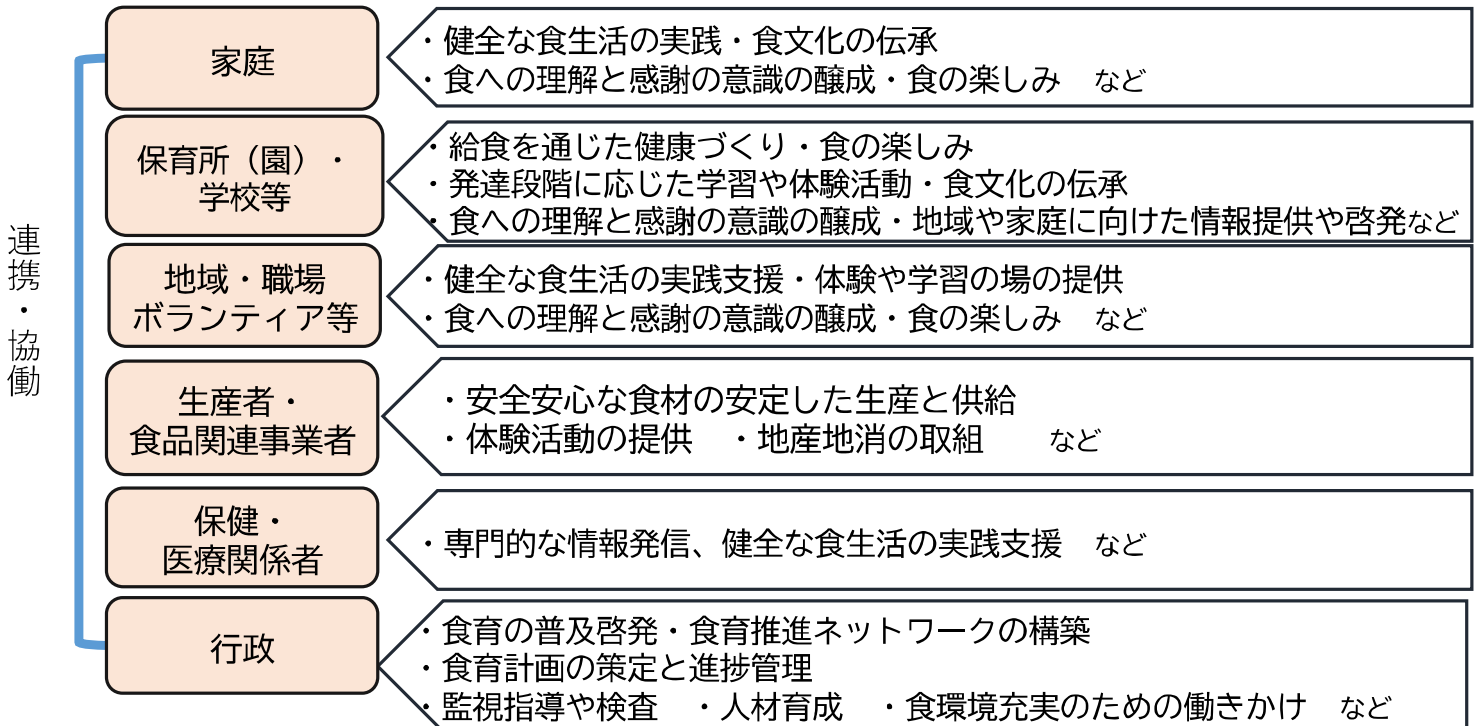 連携・協働
家庭
・健全な食生活の実践・食文化の伝承
・食への理解と感謝の意識の醸成・食の楽しみ　など
保育所（園）・
学校等
・給食を通じた健康づくり・食の楽しみ
・発達段階に応じた学習や体験活動・食文化の伝承
・食への理解と感謝の意識の醸成・地域や家庭に向けた情報提供や啓発など
地域・職場
ボランティア等
・健全な食生活の実践支援・体験や学習の場の提供
・食への理解と感謝の意識の醸成・食の楽しみ　など
生産者・
食品関連事業者
・安全安心な食材の安定した生産と供給
・体験活動の提供　・地産地消の取組　　など
保健・
医療関係者
・専門的な情報発信、健全な食生活の実践支援　など
行政
・食育の普及啓発・食育推進ネットワークの構築
・食育計画の策定と進捗管理
・監視指導や検査　・人材育成　・食環境充実のための働きかけ　など